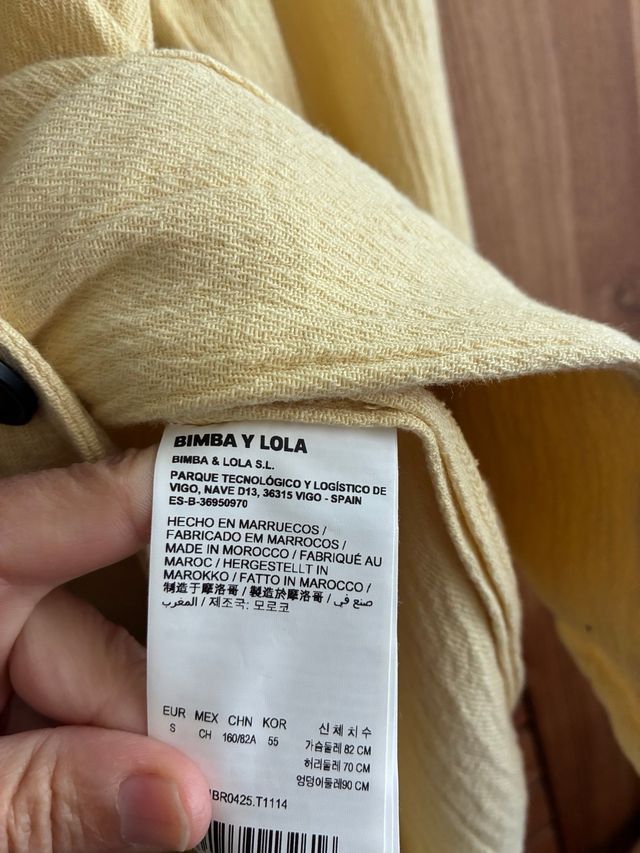 BIMBA Y LOLA
BIMBA & LOLA S.L.
PARQUE TECNOLÓGICO Y LOGÍSTICO DE
VIGO, NAVE D13, 36315 VIGO - SPAIN
ES-B-36950970
HECHO EN MARRUECOS /
FABRICADO EM MARROCOS /
MADE IN MOROCCO / FABRIQUÉ AU
MAROC / HERGESTELLT IN
MAROKKO / FATTO IN MAROCCO /
制造于摩洛哥 / 製造於摩洛哥 / صنع في
المغرب / 제조국: 모로코
EUR MEX CHN KOR
S CH 160/82A 55
신체치수
가슴둘레 82 CM
허리둘레 70 CM
엉덩이둘레90 CM
BR0425.T1114